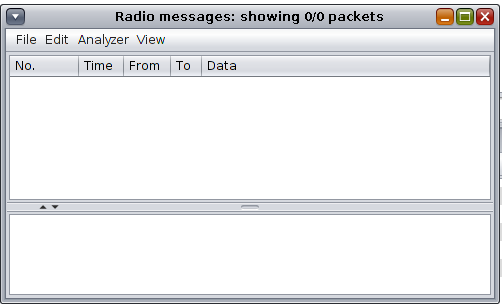 Radio messages: showing 0/0 packets
File Edit Analyzer View
No. Time From To Data